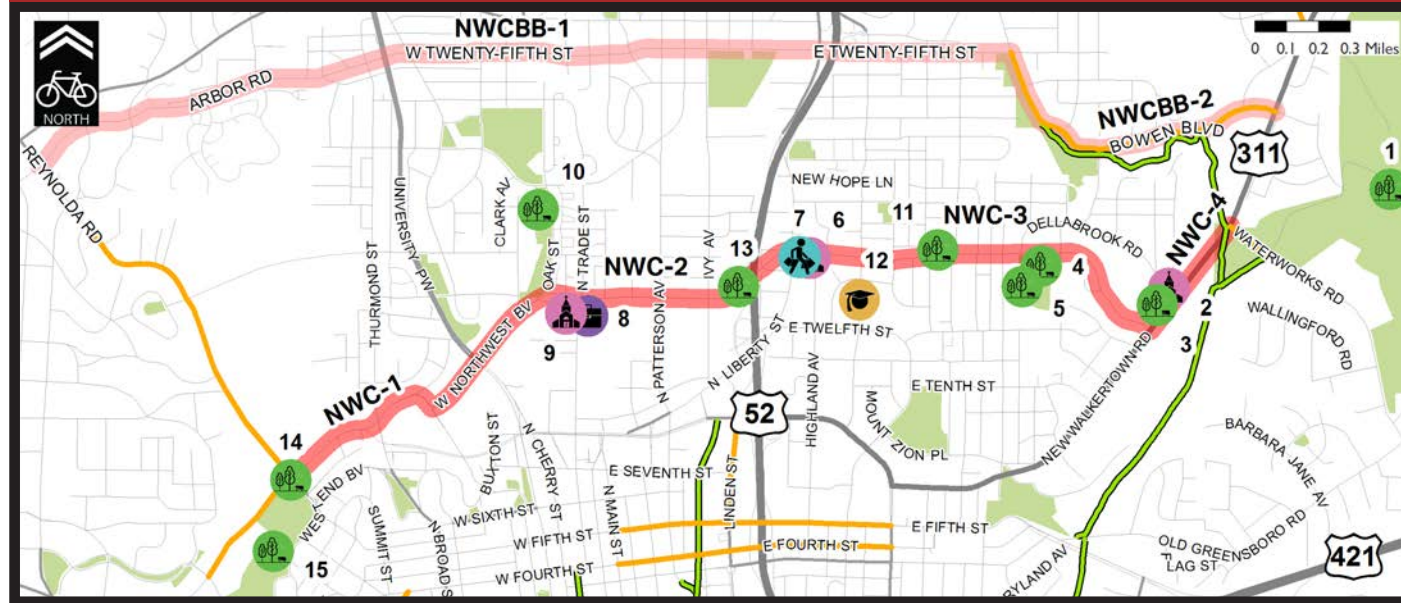 NWCBB-1
W TWENTY-FIFTH ST
E TWENTY-FIFTH ST
0 0.1 0.2 0.3 Miles
ARBOR RD
NORTH
NWCBB-2
BOWEN BLVD
311
1
REYNOLDA RD
UNIVERSITY PW
CLARK AV
10
NEW HOPE LN
N TRADE ST
OAK ST
THURMOND ST
NWC-2
IVY AV
13
7
6
11
NWC-3
12
DELLABROOK RD
NWC-4
WATERWORKS RD
4
5
2
3
WALLINGFORD RD
W NORTHWEST BV
9
8
N PATTERSON AV
N LIBERTY ST
E TWELFTH ST
NWC-1
E TENTH ST
NEW WALKERTOWN RD
52
HIGHLAND AV
MOUNT ZION PL
BARBARA JANE AV
14
WEST END BV
BURTON ST
N CHERRY ST
E SEVENTH ST
N MAIN ST
LINDEN ST
W SIXTH ST
SUMMIT ST
N BROAD S
W FIFTH ST
E FIFTH ST
E FOURTH ST
W FOURTH ST
15
RYLAND AV
OLD GREENSBORO RD
FLAG ST
421